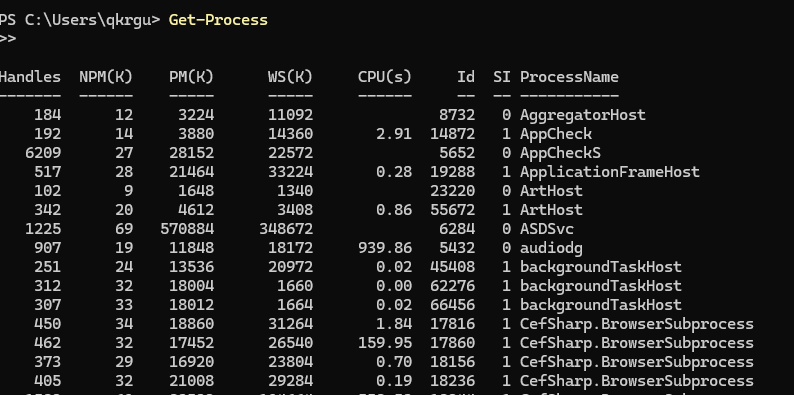 PS C:\Users\qkrgu> Get-Process
>>
Handles  NPM(K)    PM(K)      WS(K)     CPU(s)     Id  SI ProcessName
-------  ------    -----      -----     ------     --  -- -----------
    184      12     3224      11092              8732   0 AggregatorHost
    192      14     3880      14360       2.91  14872   1 AppCheck
   6209      27    28152      22572              5652   0 AppCheckS
    517      28    21464      33224       0.28  19288   1 ApplicationFrameHost
    102       9     1648       1340             23220   0 ArtHost
    342      20     4612       3408       0.86  55672   1 ArtHost
   1225      69   570884     348672              6284   0 ASDSvc
    907      19    11848      18172     939.86   5432   0 audiodg
    251      24    13536      20972       0.02  45408   1 backgroundTaskHost
    312      32    18004       1660       0.00  62276   1 backgroundTaskHost
    307      33    18012       1664       0.02  66456   1 backgroundTaskHost
    450      34    18860      31264       1.84  17816   1 CefSharp.BrowserSubprocess
    462      32    17452      26540     159.95  17860   1 CefSharp.BrowserSubprocess
    373      29    16920      23804       0.70  18156   1 CefSharp.BrowserSubprocess
    405      32    21008      29284       0.19  18236   1 CefSharp.BrowserSubprocess